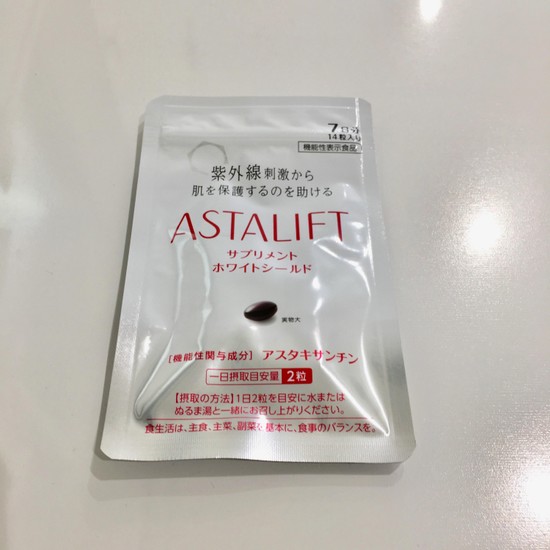 7日分
14粒入り
機能性表示食品
紫外線刺激から
肌を保護するのを助ける
ASTALIFT
サプリメント
ホワイトシールド
実物大
［機能性関与成分］ アスタキサンチン
一日摂取目安量 2粒
【摂取の方法】1日2粒を目安に水または
ぬるま湯と一緒にお召し上がりください。
食生活は、主食、主菜、副菜を基本に、食事のバランスを。